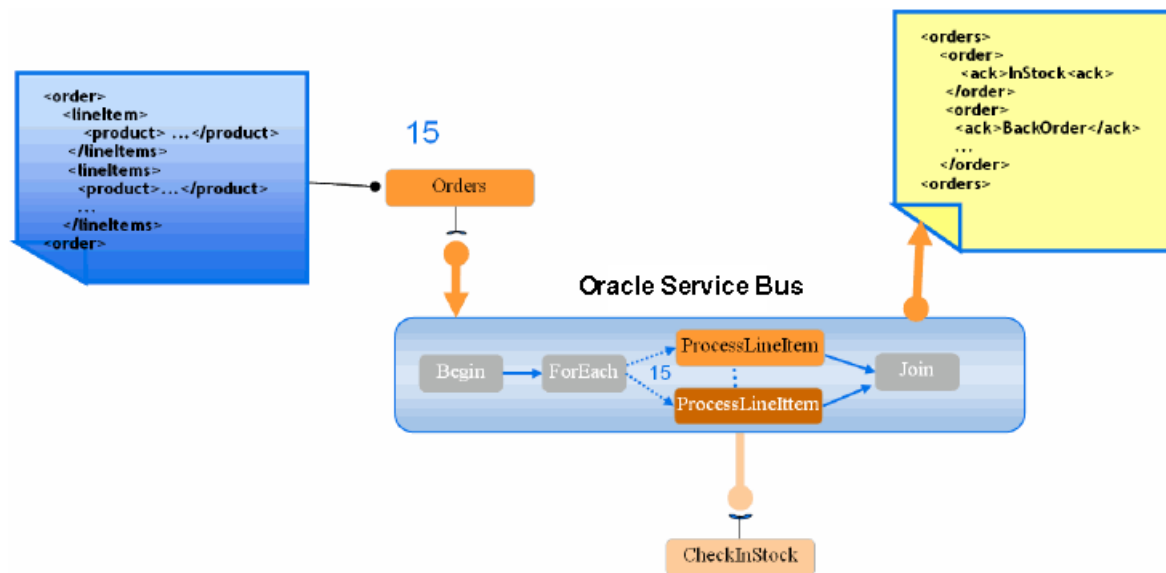 <order>
<lineItem>
<product> ...</product>
</lineItems>
<lineItems>
<product>...</product>
...
</lineItems>
<order>
15
Orders
<orders>
<order>
<ack>InStock<ack>
</order>
<order>
<ack>BackOrder</ack>
...
</order>
<orders>
Oracle Service Bus
Begin
ForEach
15
ProcessLineItem
ProcessLineIttem
Join
CheckInStock